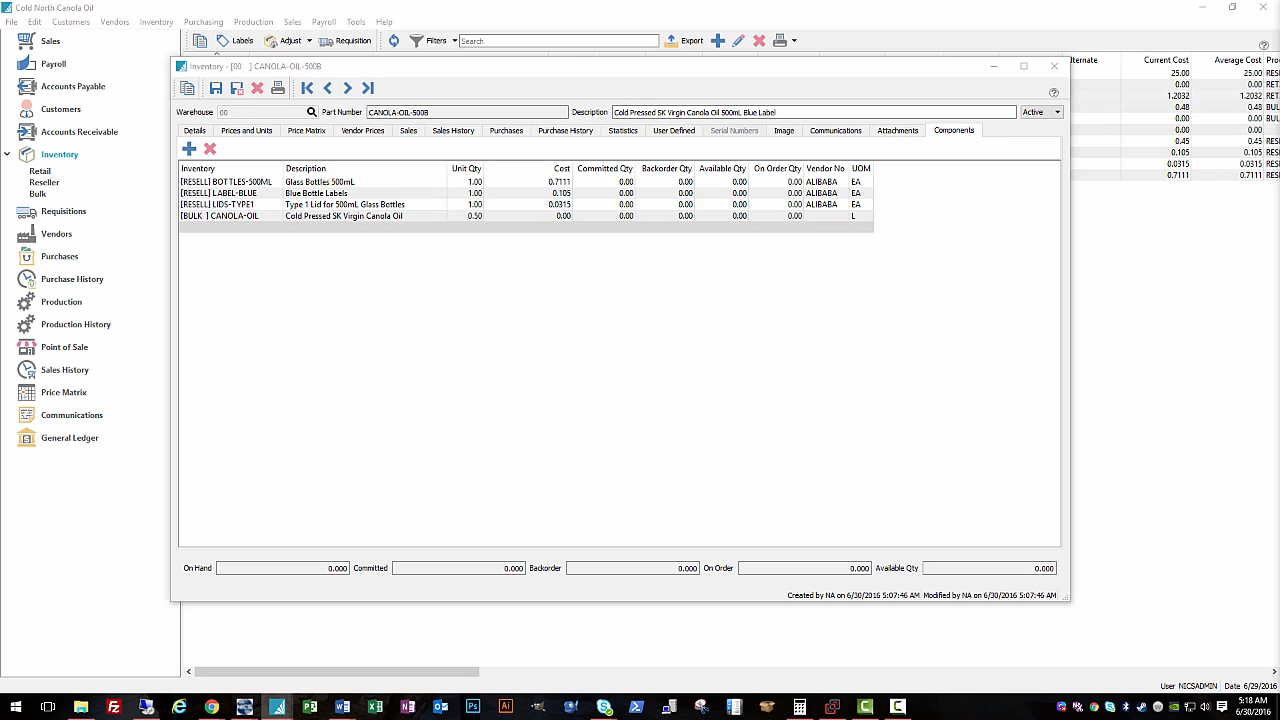 Cold North Canola Oil
File Edit Customers Vendors Inventory Purchasing Production Sales Payroll Tools Help
Sales
Payroll
Accounts Payable
Customers
Accounts Receivable
Inventory
Retail
Reseller
Bulk
Requisitions
Vendors
Purchases
Purchase History
Production
Production History
Point of Sale
Sales History
Price Matrix
Communications
General Ledger
Labels Adjust Requisition Filters Search Export
Inventory - [00 ] CANOLA-OIL-500B
Warehouse 00 Part Number CANOLA-OIL-500B Description Cold Pressed SK Virgin Canola Oil 500mL Blue Label Active
Details Prices and Units Price Matrix Vendor Prices Sales Sales History Purchases Purchase History Statistics User Defined Serial Numbers Image Communications Attachments Components
Inventory Description Unit Qty Cost Committed Qty Backorder Qty Available Qty On Order Qty Vendor No UOM
[RESELL] BOTTLES-500ML Glass Bottles 500mL 1.00 0.7111 0.00 0.00 0.00 0.00 ALIBABA EA
[RESELL] LABEL-BLUE Blue Bottle Labels 1.00 0.105 0.00 0.00 0.00 0.00 ALIBABA EA
[RESELL] LIDS-TYPE1 Type 1 Lid for 500mL Glass Bottles 1.00 0.0315 0.00 0.00 0.00 0.00 ALIBABA EA
[BULK ] CANOLA-OIL Cold Pressed SK Virgin Canola Oil 0.50 0.00 0.00 0.00 0.00 0.00 L
On Hand 0.000 Committed 0.000 Backorder 0.000 On Order 0.000 Available Qty 0.000
Created by NA on 6/30/2016 5:07:46 AM Modified by NA on 6/30/2016 5:07:46 AM
lternate Current Cost Average Cost Pro
25.00 25.00 RES
0.00 0.00 RET
1.2032 1.2032 RES
0.48 0.48 BUL
0.00 0.00
0.45 0.45 RES
0.105 0.105 RES
0.0315 0.0315 RES
0.7111 0.7111 RES
User NICSADMIN Date 6/29/2016
5:18 AM
6/30/2016